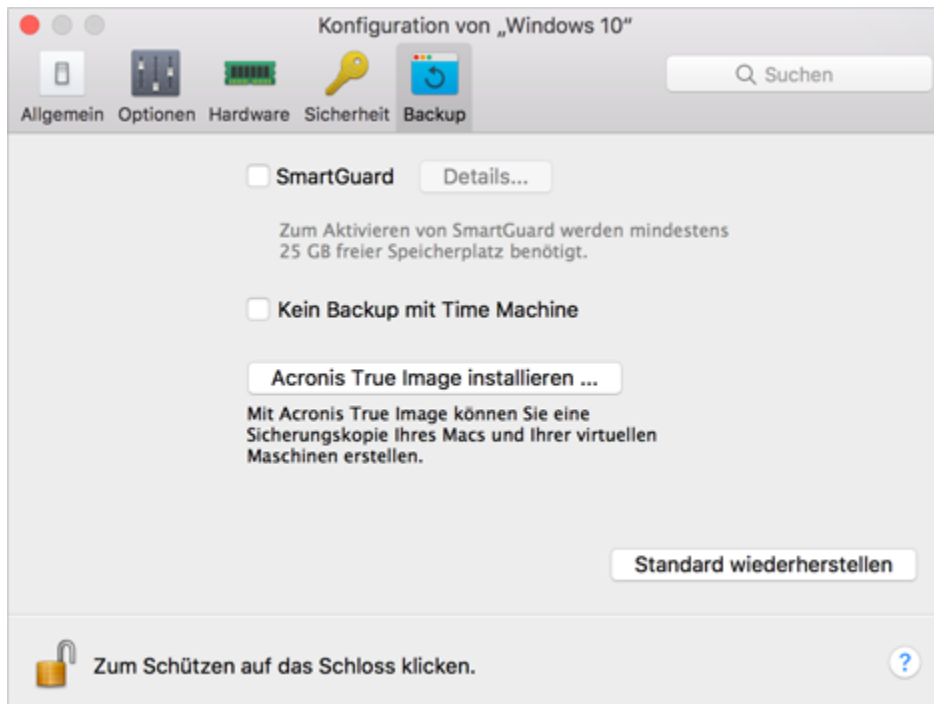 Konfiguration von „Windows 10“
Suchen
Allgemein Optionen Hardware Sicherheit Backup
SmartGuard Details...
Zum Aktivieren von SmartGuard werden mindestens
25 GB freier Speicherplatz benötigt.
Kein Backup mit Time Machine
Acronis True Image installieren ...
Mit Acronis True Image können Sie eine
Sicherungskopie Ihres Macs und Ihrer virtuellen
Maschinen erstellen.
Standard wiederherstellen
Zum Schützen auf das Schloss klicken.
?